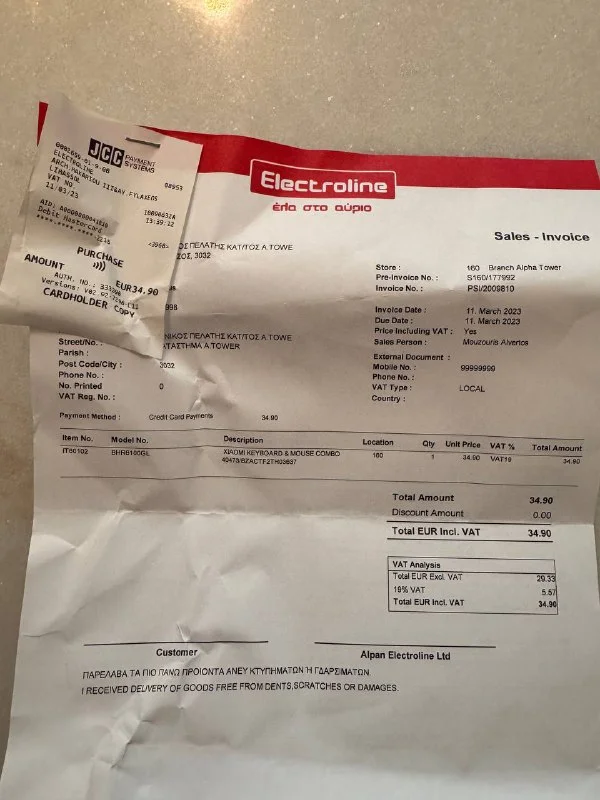 JCC PAYMENT SYSTEMS
ELECTROLINE
LIMASSOL
VAT NO
11/03/23 13:39:12
Debit Mastercard
PURCHASE
AMOUNT EUR34.90
CARDHOLDER COPY
Electroline
έλα στο αύριο
Sales - Invoice
ΠΕΛΑΤΗΣ ΚΑΤ/ΤΟΣ Α.TOWE
3032
Store : 160 Branch Alpha Tower
Pre-Invoice No. : S160/177992
Invoice No. : PSI/2009810
Invoice Date : 11. March 2023
Due Date : 11. March 2023
Price Including VAT : Yes
Sales Person : Mouzouris Alverios
External Document :
Mobile No. : 99999999
Phone No. :
VAT Type : LOCAL
Country :
ΠΕΛΑΤΗΣ ΚΑΤ/ΤΟΣ Α.TOWE
Street/No. : A.TOWER
Parish :
Post Code/City : 3032
Phone No. :
No. Printed 0
VAT Reg. No. :
Payment Method : Credit Card Payments 34.90
Item No. Model No. Description Location Qty Unit Price VAT % Total Amount
IT60102 BHR6100GL XIAOMI KEYBOARD & MOUSE COMBO 160 1 34.90 VAT19 34.90
Total Amount 34.90
Discount Amount 0.00
Total EUR Incl. VAT 34.90
VAT Analysis
Total EUR Excl. VAT 29.33
19% VAT 5.57
Total EUR Incl. VAT 34.90
Customer
Alpan Electroline Ltd
ΠΑΡΕΛΑΒΑ ΤΑ ΠΙΟ ΠΑΝΩ ΠΡΟΙΟΝΤΑ ΑΝΕΥ ΚΤΥΠΗΜΑΤΩΝ Ή ΓΔΑΡΣΙΜΑΤΩΝ.
I RECEIVED DELIVERY OF GOODS FREE FROM DENTS,SCRATCHES OR DAMAGES.